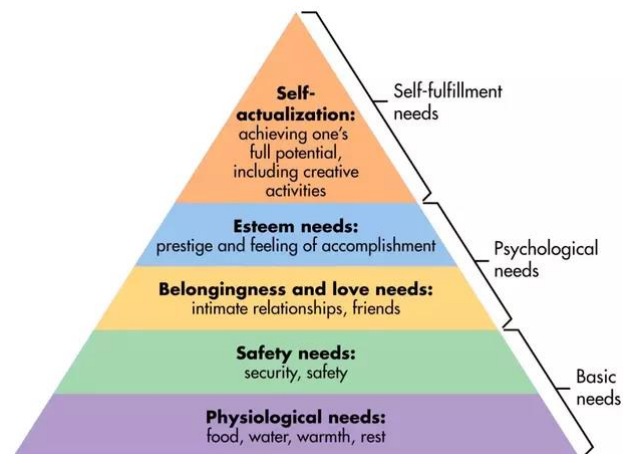 Self-
actualization:
achieving one's
full potential,
including creative
activities
Self-fulfillment
needs
Esteem needs:
prestige and feeling of accomplishment
Psychological
needs
Belongingness and love needs:
intimate relationships, friends
Safety needs:
security, safety
Basic
needs
Physiological needs:
food, water, warmth, rest